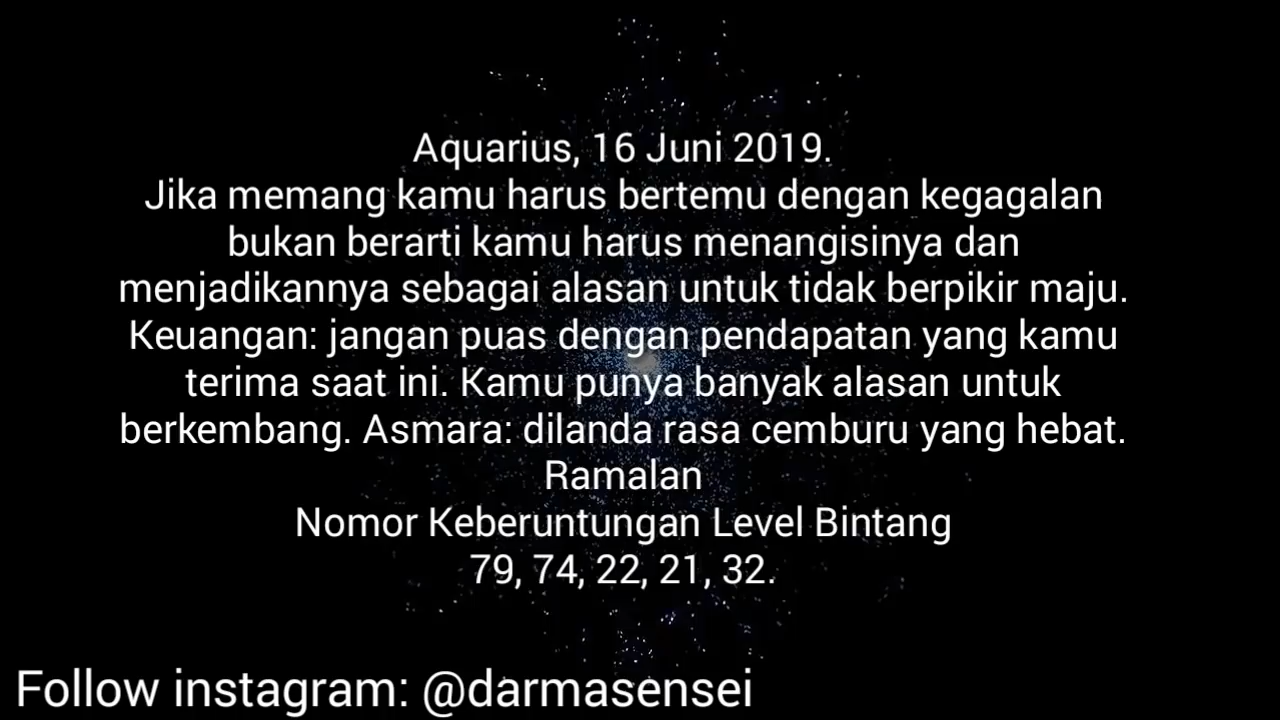 Aquarius, 16 Juni 2019.
Jika memang kamu harus bertemu dengan kegagalan
bukan berarti kamu harus menangisinya dan
menjadikannya sebagai alasan untuk tidak berpikir maju.
Keuangan: jangan puas dengan pendapatan yang kamu
terima saat ini. Kamu punya banyak alasan untuk
berkembang. Asmara: dilanda rasa cemburu yang hebat.
Ramalan
Nomor Keberuntungan Level Bintang
79, 74, 22, 21, 32.
Follow instagram: @darmasensei